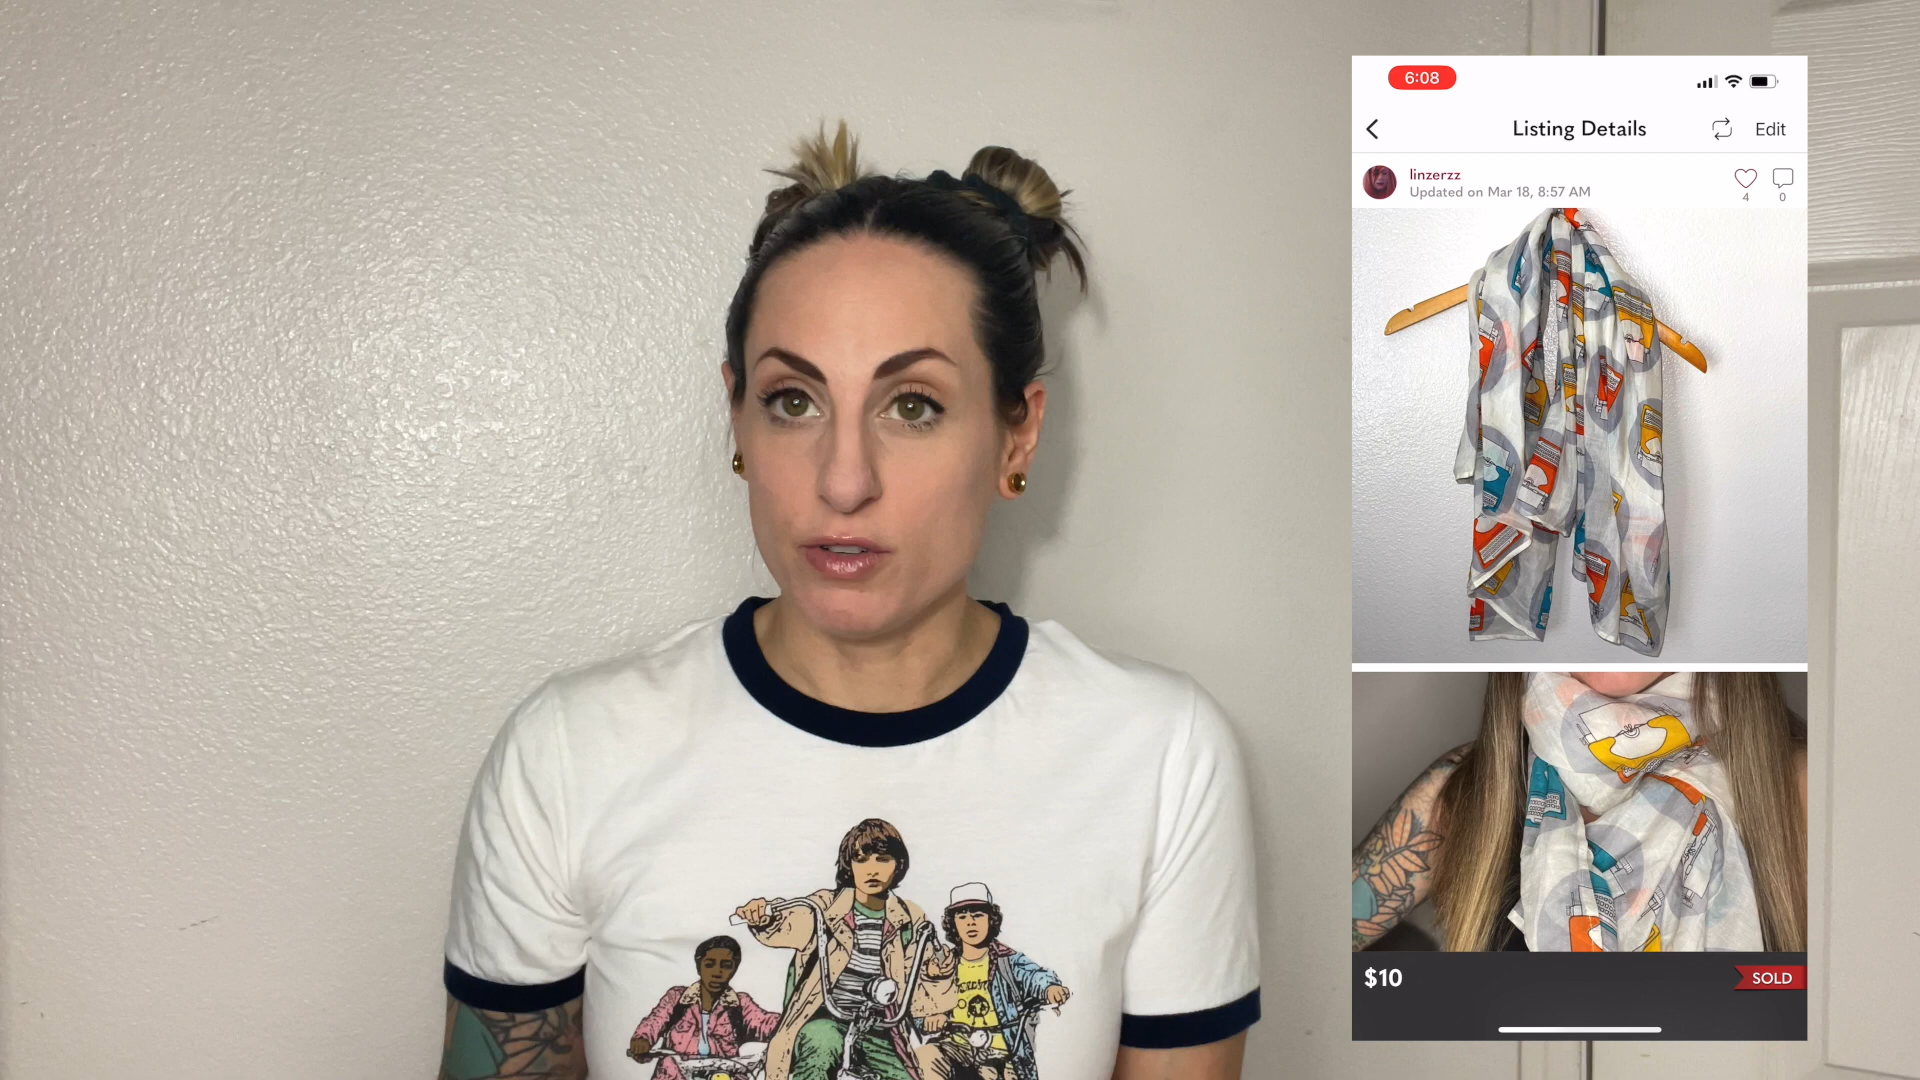 6:08
Listing Details
Edit
linzerzz
Updated on Mar 18, 8:57 AM
4
0
$10
SOLD